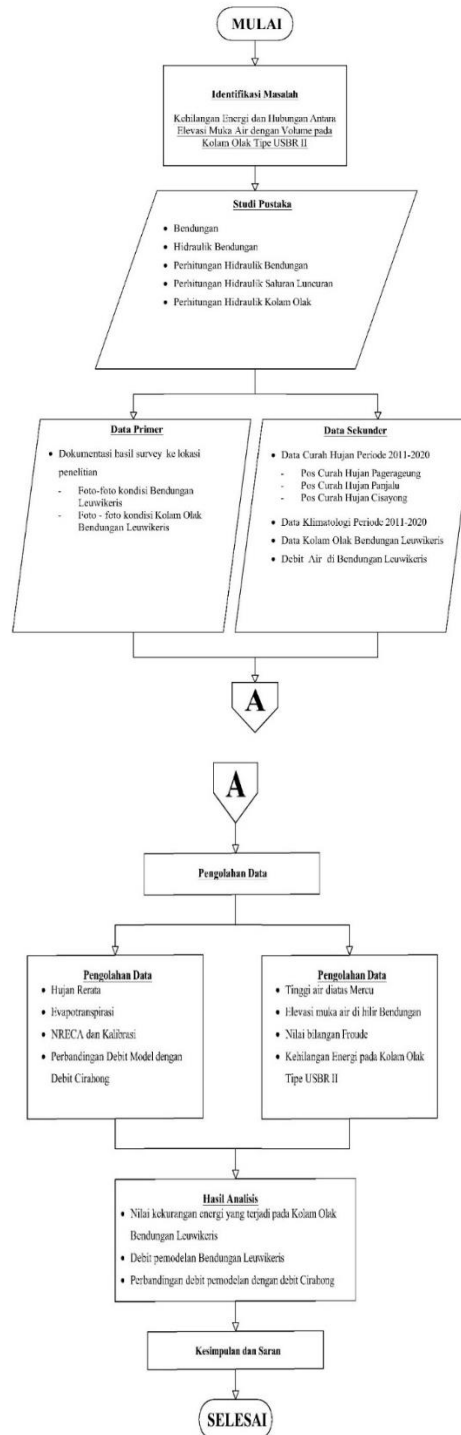 MULAI
Identifikasi Masalah
Kehilangan Energi dan Hubungan Antara
Elevasi Muka Air dengan Volume pada
Kolam Olak Tipe USBR II
Studi Pustaka
• Bendungan
• Hidraulik Bendungan
• Perhitungan Hidraulik Bendungan
• Perhitungan Hidraulik Saluran Luncuran
• Perhitungan Hidraulik Kolam Olak
Data Primer
• Dokumentasi hasil survey ke lokasi
penelitian
- Foto-foto kondisi Bendungan
Leuwikeris
- Foto - foto kondisi Kolam Olak
Bendungan Leuwikeris
Data Sekunder
• Data Curah Hujan Periode 2011-2020
- Pos Curah Hujan Pagerageung
- Pos Curah Hujan Panjalu
- Pos Curah Hujan Cisayong
• Data Klimatologi Periode 2011-2020
• Data Kolam Olak Bendungan Leuwikeris
• Debit Air di Bendungan Leuwikeris
A
A
Pengolahan Data
Pengolahan Data
• Hujan Rerata
• Evapotranspirasi
• NRECA dan Kalibrasi
• Perbandingan Debit Model dengan
Debit Cirahong
Pengolahan Data
• Tinggi air diatas Mercu
• Elevasi muka air di hilir Bendungan
• Nilai bilangan Froude
• Kehilangan Energi pada Kolam Olak
Tipe USBR II
Hasil Analisis
• Nilai kekurangan energi yang terjadi pada Kolam Olak
Bendungan Leuwikeris
• Debit pemodelan Bendungan Leuwikeris
• Perbandingan debit pemodelan dengan debit Cirahong
Kesimpulan dan Saran
SELESAI